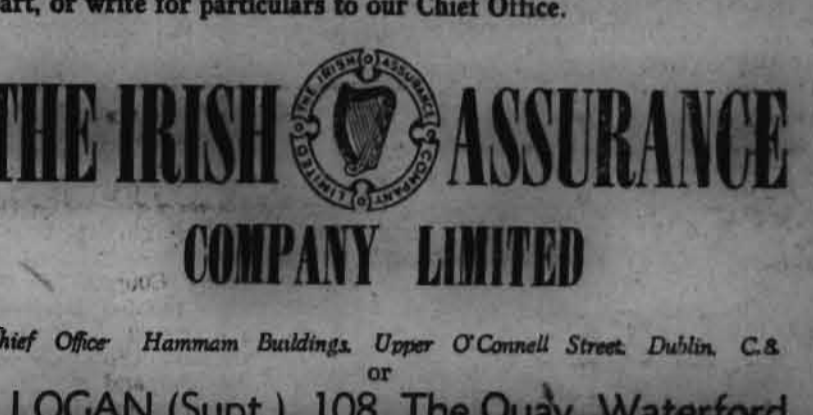 art, or write for particulars to our Chief Office.
THE IRISH ASSURANCE
THE IRISH ASSURANCE COMPANY LIMITED
COMPANY LIMITED
hief Office Hammam Buildings, Upper O'Connell Street, Dublin, C.8.
or
LOGAN (Supt.), 108, The Quay, Waterford